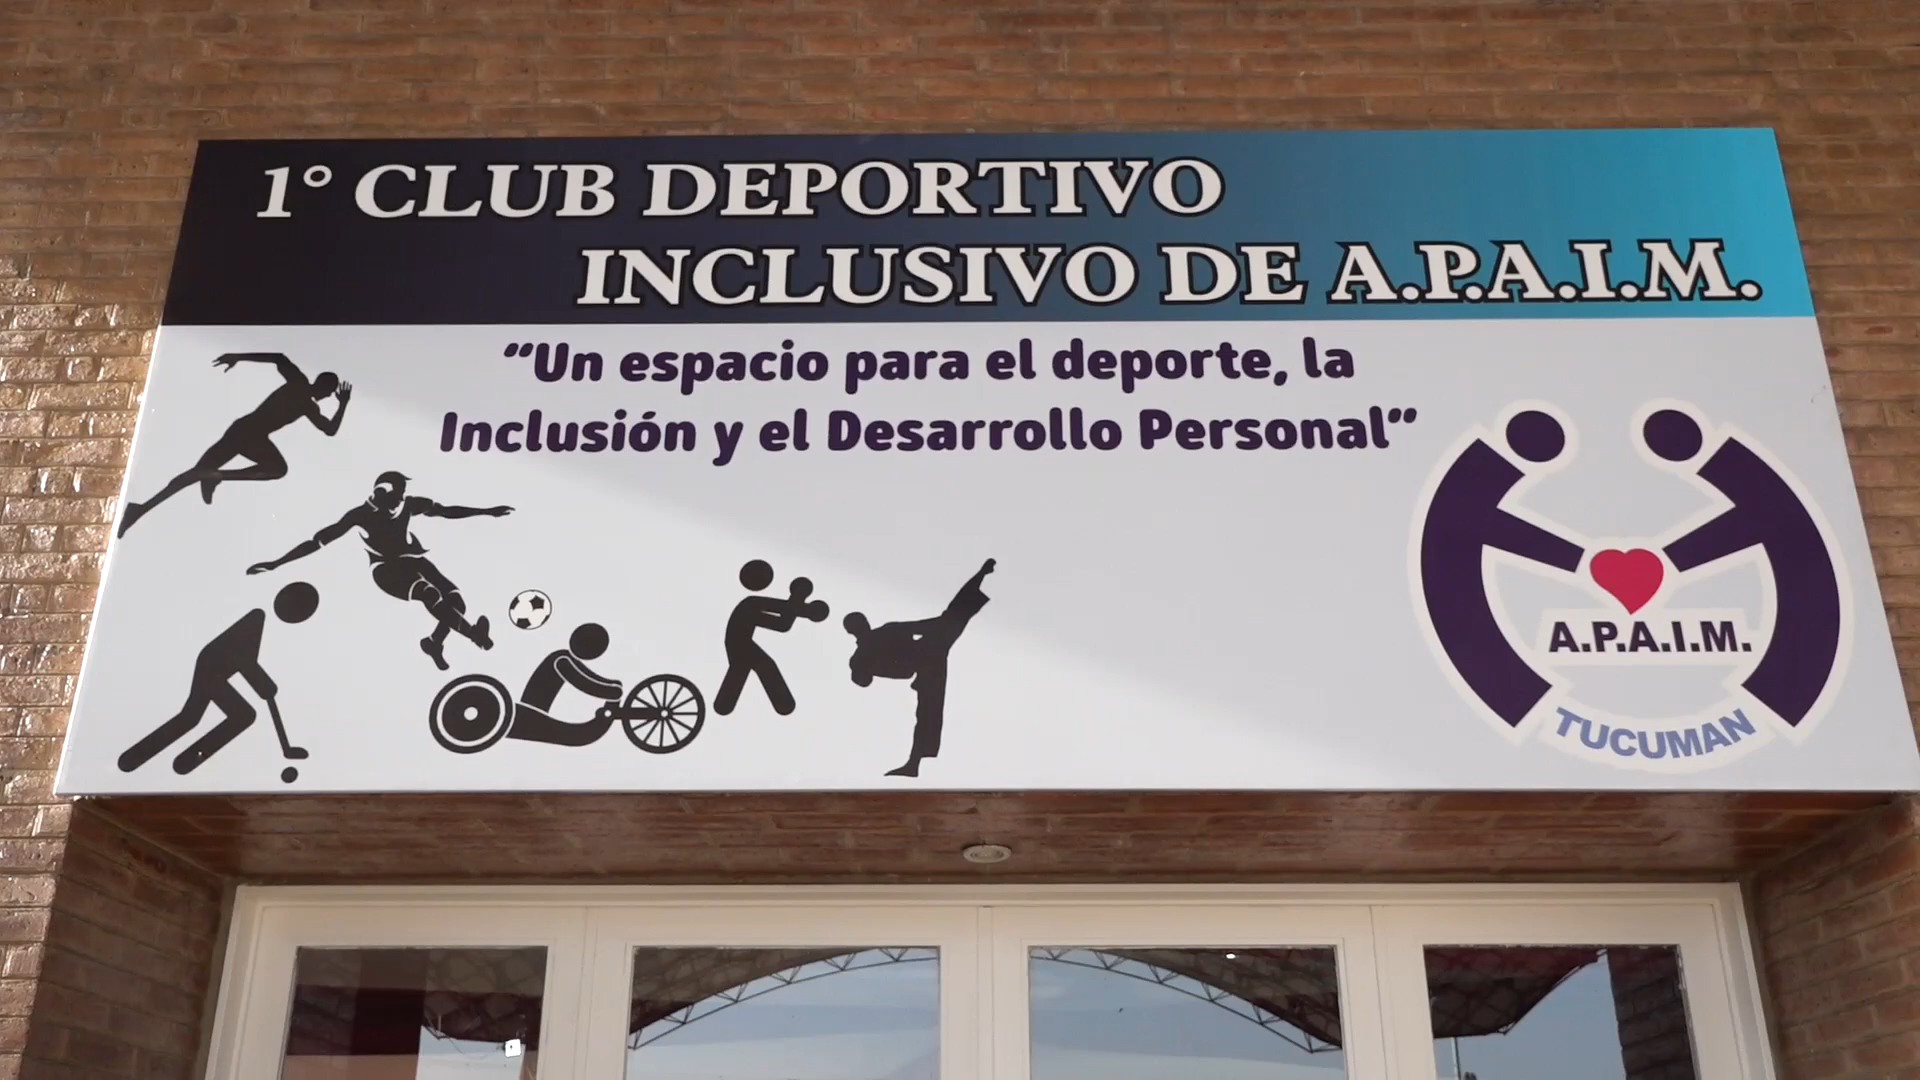 1° CLUB DEPORTIVO
INCLUSIVO DE A.P.A.I.M.
“Un espacio para el deporte, la
Inclusión y el Desarrollo Personal”
A.P.A.I.M.
TUCUMAN